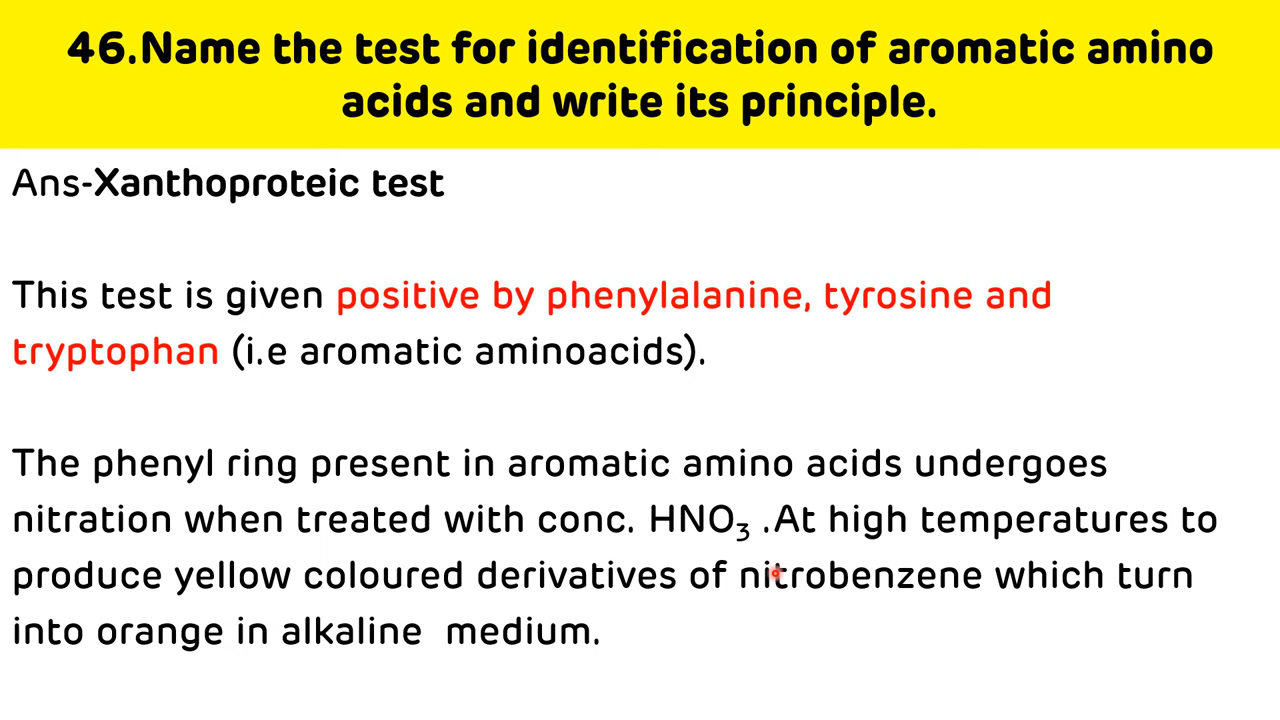 46.Name the test for identification of aromatic amino
acids and write its principle.
Ans-Xanthoproteic test
This test is given positive by phenylalanine, tyrosine and
tryptophan (i.e aromatic aminoacids).
The phenyl ring present in aromatic amino acids undergoes
nitration when treated with conc. HNO₃ .At high temperatures to
produce yellow coloured derivatives of nitrobenzene which turn
into orange in alkaline  medium.